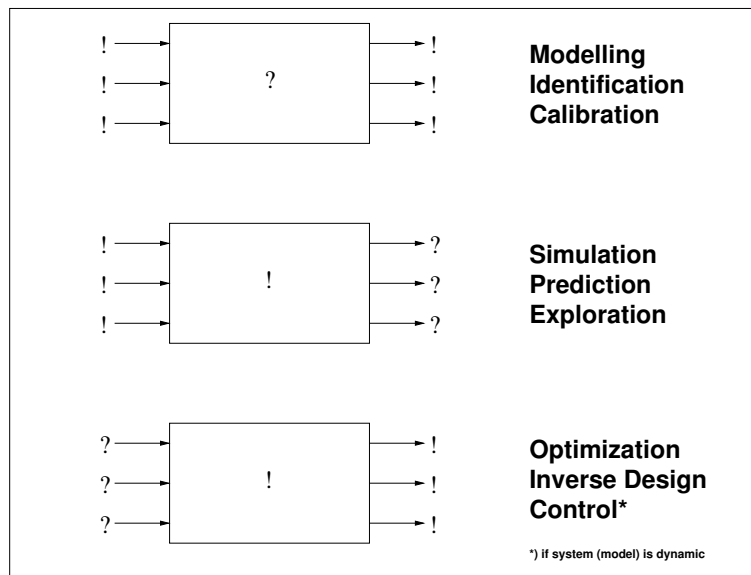 ! ! Modelling
! ? ! Identification
! ! Calibration
! ? Simulation
! ! ? Prediction
! ? Exploration
? ! Optimization
? ! ! Inverse Design
? ! Control*
*) if system (model) is dynamic